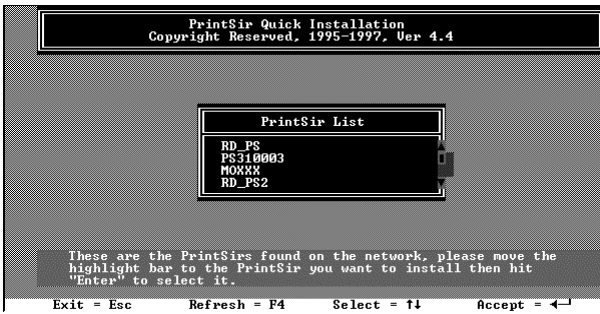 PrintSir Quick Installation
Copyright Reserved, 1995-1997, Ver 4.4
PrintSir List
RD_PS
PS310003
MOXXX
RD_PS2
These are the PrintSirs found on the network, please move the
highlight bar to the PrintSir you want to install then hit
"Enter" to select it.
Exit = Esc Refresh = F4 Select = ↑↓ Accept = ◄┘